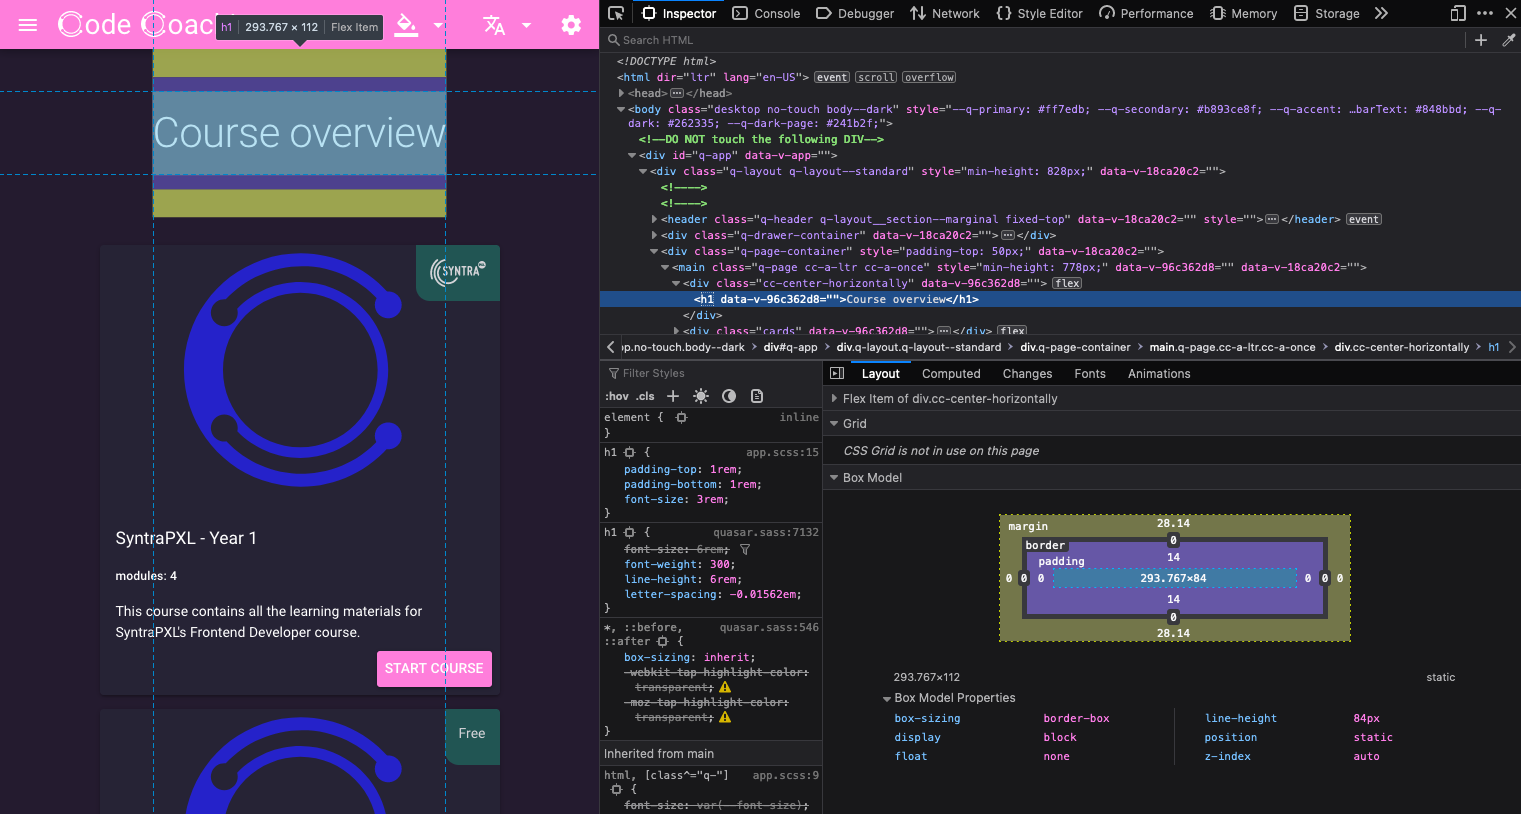 Code Coach
h1 293.767 × 112 Flex Item
Course overview
SYNTRA
SyntraPXL - Year 1
modules: 4
This course contains all the learning materials for
SyntraPXL's Frontend Developer course.
START COURSE
Free
Inspector Console Debugger Network Style Editor Performance Memory Storage
Search HTML
<!DOCTYPE html>
<html dir="ltr" lang="en-US"> event scroll overflow
<head> ⋯ </head>
<body class="desktop no-touch body--dark" style="--q-primary: #ff7edb; --q-secondary: #b893ce8f; --q-accent: …barText: #848bbd; --q-
dark: #262335; --q-dark-page: #241b2f;">
<!--DO NOT touch the following DIV-->
<div id="q-app" data-v-app="">
<div class="q-layout q-layout--standard" style="min-height: 828px;" data-v-18ca20c2="">
<!---->
<!---->
<header class="q-header q-layout__section--marginal fixed-top" data-v-18ca20c2="" style=""> ⋯ </header> event
<div class="q-drawer-container" data-v-18ca20c2=""> ⋯ </div>
<div class="q-page-container" style="padding-top: 50px;" data-v-18ca20c2="">
<main class="q-page cc-a-ltr cc-a-once" style="min-height: 778px;" data-v-96c362d8="" data-v-18ca20c2="">
<div class="cc-center-horizontally" data-v-96c362d8=""> flex
<h1 data-v-96c362d8="">Course overview</h1>
</div>
<div class="cards" data-v-96c362d8=""> ⋯ </div> flex
op.no-touch.body--dark > div#q-app > div.q-layout.q-layout--standard > div.q-page-container > main.q-page.cc-a-ltr.cc-a-once > div.cc-center-horizontally > h1
Filter Styles
:hov .cls +
element { inline
}
h1 { app.scss:15
padding-top: 1rem;
padding-bottom: 1rem;
font-size: 3rem;
}
h1 { quasar.sass:7132
font-size: 6rem;
font-weight: 300;
line-height: 6rem;
letter-spacing: -0.01562em;
}
*, ::before, quasar.sass:546
::after {
box-sizing: inherit;
-webkit-tap-highlight-color:
transparent;
-moz-tap-highlight-color:
transparent;
}
Inherited from main
html, [class^="q-"] app.scss:9
{
font-size: var(--font-size);
Layout Computed Changes Fonts Animations
Flex Item of div.cc-center-horizontally
Grid
CSS Grid is not in use on this page
Box Model
margin 28.14
border 0
padding 14
0 0 0 293.767×84 0 0 0
14
0
28.14
293.767×112 static
Box Model Properties
box-sizing border-box line-height 84px
display block position static
float none z-index auto